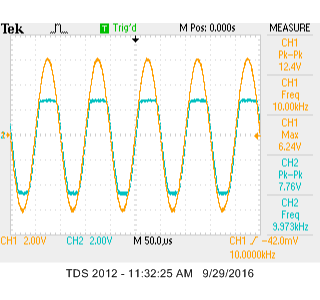 Tek Trig'd M Pos: 0.000s MEASURE
CH1
Pk-Pk
12.4V
CH1
Freq
10.00kHz
CH1
Max
6.24V
CH2
Pk-Pk
7.76V
CH2
Freq
9.973kHz
2
CH1 2.00V CH2 2.00V M 50.0µs CH1 -42.0mV
10.0000kHz
TDS 2012 - 11:32:25 AM 9/29/2016